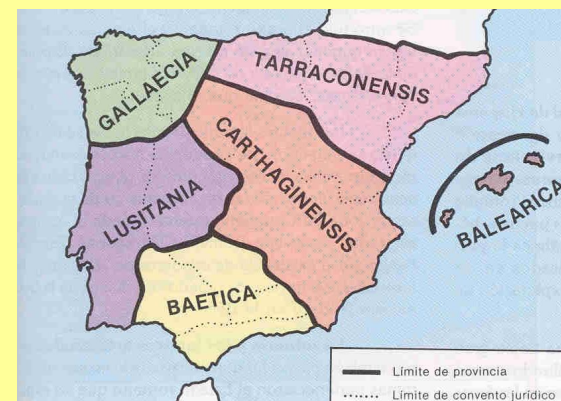 GALLAECIA
TARRACONENSIS
CARTHAGINENSIS
LUSITANIA
BAETICA
BALEARICA
Límite de provincia
Límite de convento jurídico